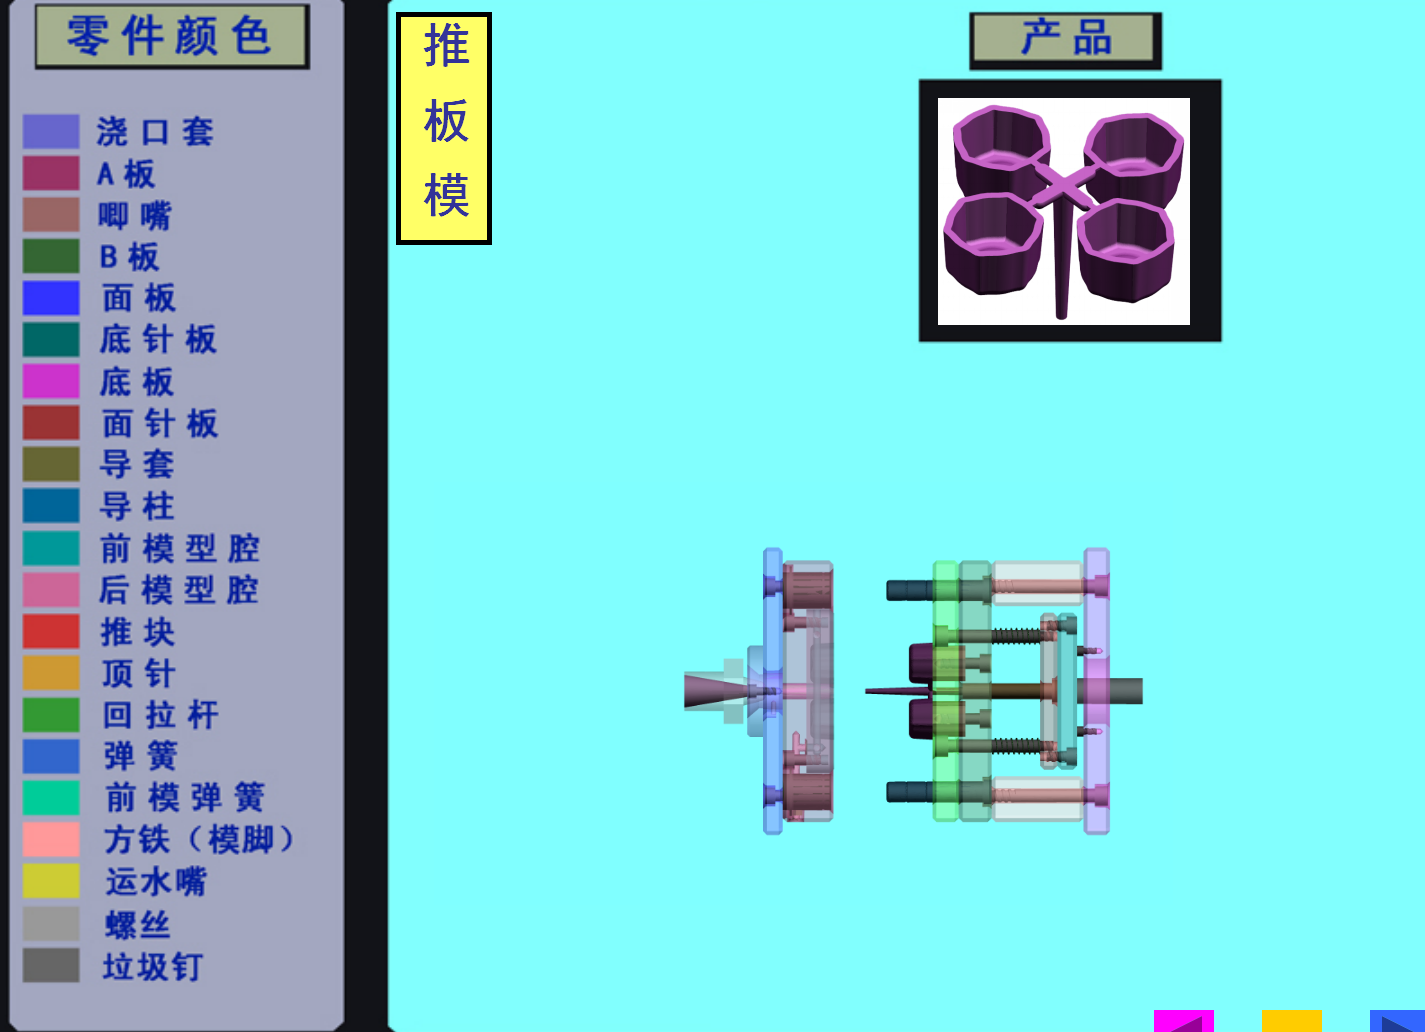 零件颜色
浇口套
A板
唧嘴
B板
面板
底针板
底板
面针板
导套
导柱
前模型腔
后模型腔
推块
顶针
回拉杆
弹簧
前模弹簧
方铁（模脚）
运水嘴
螺丝
垃圾钉
推
板
模
产品